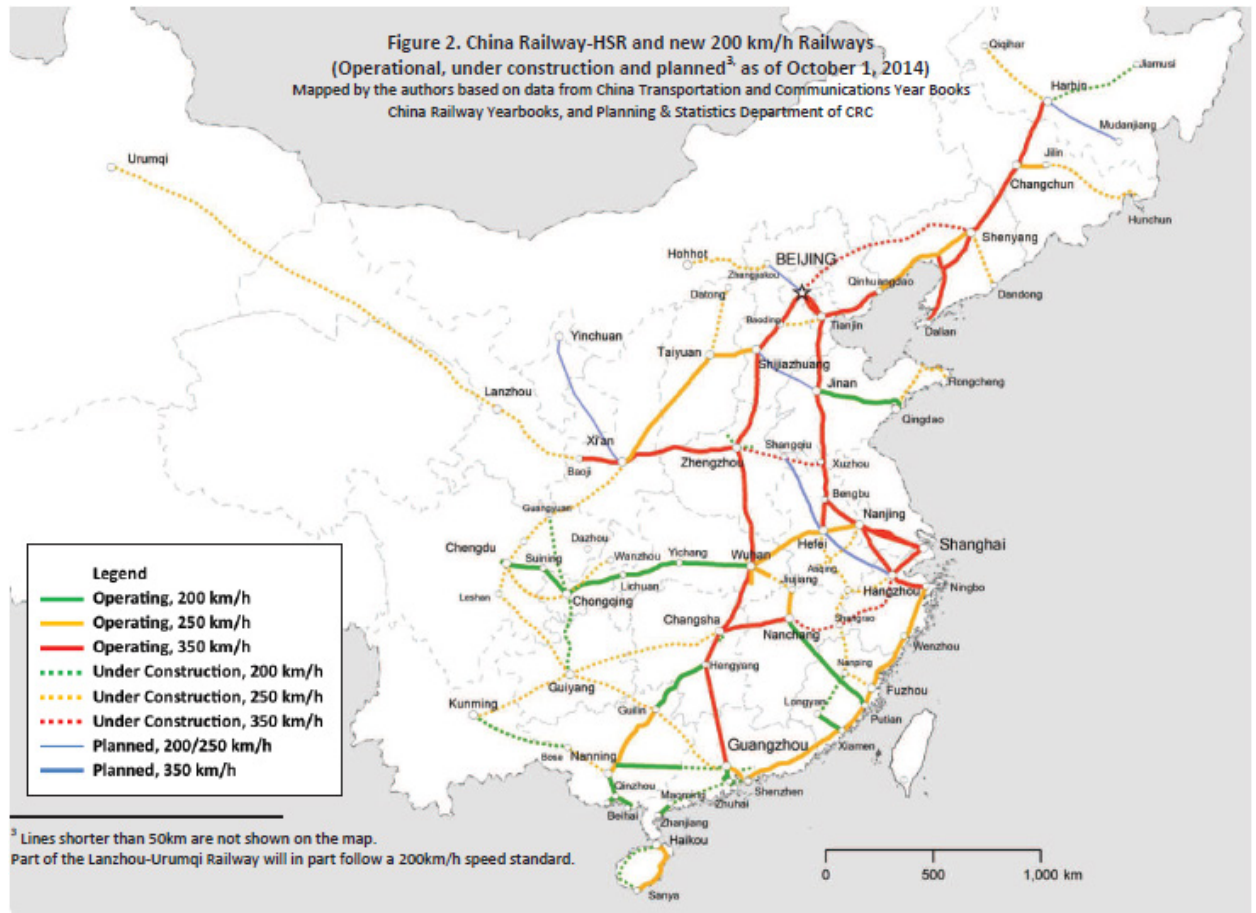 Figure 2. China Railway-HSR and new 200 km/h Railways
(Operational, under construction and planned3, as of October 1, 2014)
Mapped by the authors based on data from China Transportation and Communications Year Books
China Railway Yearbooks, and Planning & Statistics Department of CRC
Qiqihar
Jiamusi
Harbin
Mudanjiang
Urumqi
Jilin
Changchun
Hunchun
Shenyang
Hohhot
BEIJING
Zhangjiakou
Qinhuangdao
Datong
Dandong
Baoding
Tianjin
Dalian
Yinchuan
Taiyuan
Shijiazhuang
Jinan
Rongcheng
Lanzhou
Qingdao
Xi'an
Shangqiu
Zhengzhou
Xuzhou
Baoji
Bengbu
Guangyuan
Nanjing
Dazhou
Hefei
Shanghai
Chengdu
Suining
Wanzhou
Yichang
Wuhan
Anqing
Jiujiang
Lichuan
Ningbo
Leshan
Chongqing
Hangzhou
Changsha
Shangrao
Nanchang
Wenzhou
Hengyang
Nanping
Guiyang
Fuzhou
Kunming
Guilin
Longyan
Putian
Guangzhou
Xiamen
Bose
Nanning
Qinzhou
Maoming
Shenzhen
Zhuhai
Beihai
Zhanjiang
Haikou
Sanya
Legend
Operating, 200 km/h
Operating, 250 km/h
Operating, 350 km/h
Under Construction, 200 km/h
Under Construction, 250 km/h
Under Construction, 350 km/h
Planned, 200/250 km/h
Planned, 350 km/h
3 Lines shorter than 50km are not shown on the map.
Part of the Lanzhou-Urumqi Railway will in part follow a 200km/h speed standard.
0 500 1,000 km